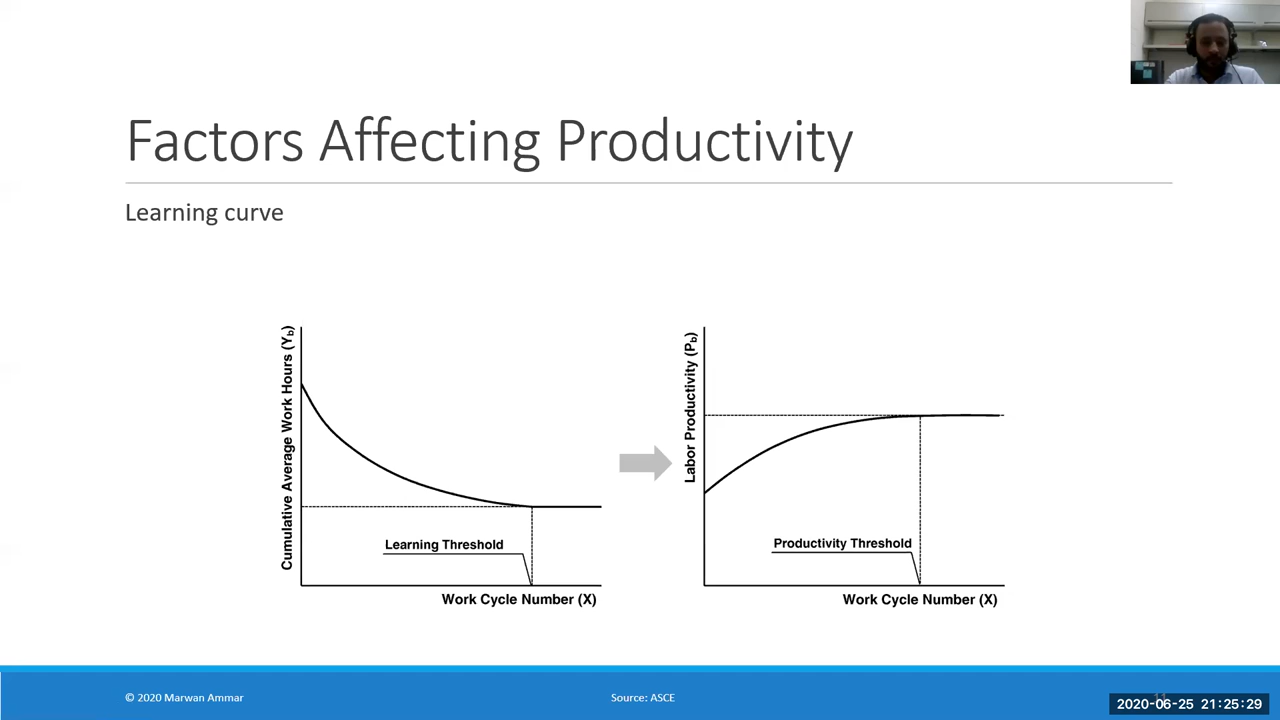 Factors Affecting Productivity
Learning curve
Cumulative Average Work Hours (Yb)
Learning Threshold
Work Cycle Number (X)
Labor Productivity (Pb)
Productivity Threshold
Work Cycle Number (X)
© 2020 Marwan Ammar
Source: ASCE
11
2020-06-25 21:25:29